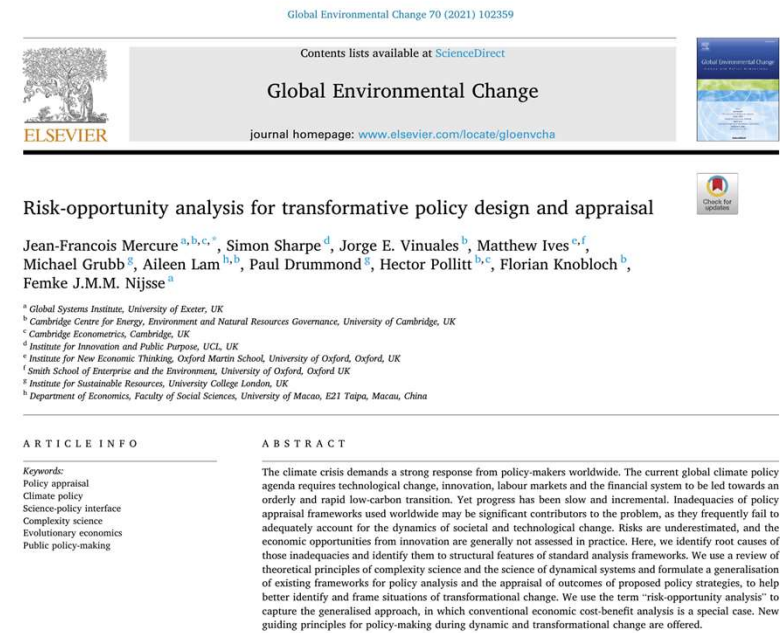 Global Environmental Change 70 (2021) 102359
Contents lists available at ScienceDirect
Global Environmental Change
journal homepage: www.elsevier.com/locate/gloenvcha
ELSEVIER
Global Environmental Change
Check for
updates
Risk-opportunity analysis for transformative policy design and appraisal
Jean-Francois Mercure a,b,c,*, Simon Sharpe d, Jorge E. Vinuales b, Matthew Ives e,f,
Michael Grubb g, Aileen Lam h,b, Paul Drummond g, Hector Pollitt b,c, Florian Knobloch b,
Femke J.M.M. Nijsse a
a Global Systems Institute, University of Exeter, UK
b Cambridge Centre for Energy, Environment and Natural Resources Governance, University of Cambridge, UK
c Cambridge Econometrics, Cambridge, UK
d Institute for Innovation and Public Purpose, UCL, UK
e Institute for New Economic Thinking, Oxford Martin School, University of Oxford, Oxford, UK
f Smith School of Enterprise and the Environment, University of Oxford, Oxford UK
g Institute for Sustainable Resources, University College London, UK
h Department of Economics, Faculty of Social Sciences, University of Macao, E21 Taipa, Macau, China
ARTICLE INFO
Keywords:
Policy appraisal
Climate policy
Science-policy interface
Complexity science
Evolutionary economics
Public policy-making
ABSTRACT
The climate crisis demands a strong response from policy-makers worldwide. The current global climate policy
agenda requires technological change, innovation, labour markets and the financial system to be led towards an
orderly and rapid low-carbon transition. Yet progress has been slow and incremental. Inadequacies of policy
appraisal frameworks used worldwide may be significant contributors to the problem, as they frequently fail to
adequately account for the dynamics of societal and technological change. Risks are underestimated, and the
economic opportunities from innovation are generally not assessed in practice. Here, we identify root causes of
those inadequacies and identify them to structural features of standard analysis frameworks. We use a review of
theoretical principles of complexity science and the science of dynamical systems and formulate a generalisation
of existing frameworks for policy analysis and the appraisal of outcomes of proposed policy strategies, to help
better identify and frame situations of transformational change. We use the term “risk-opportunity analysis” to
capture the generalised approach, in which conventional economic cost-benefit analysis is a special case. New
guiding principles for policy-making during dynamic and transformational change are offered.